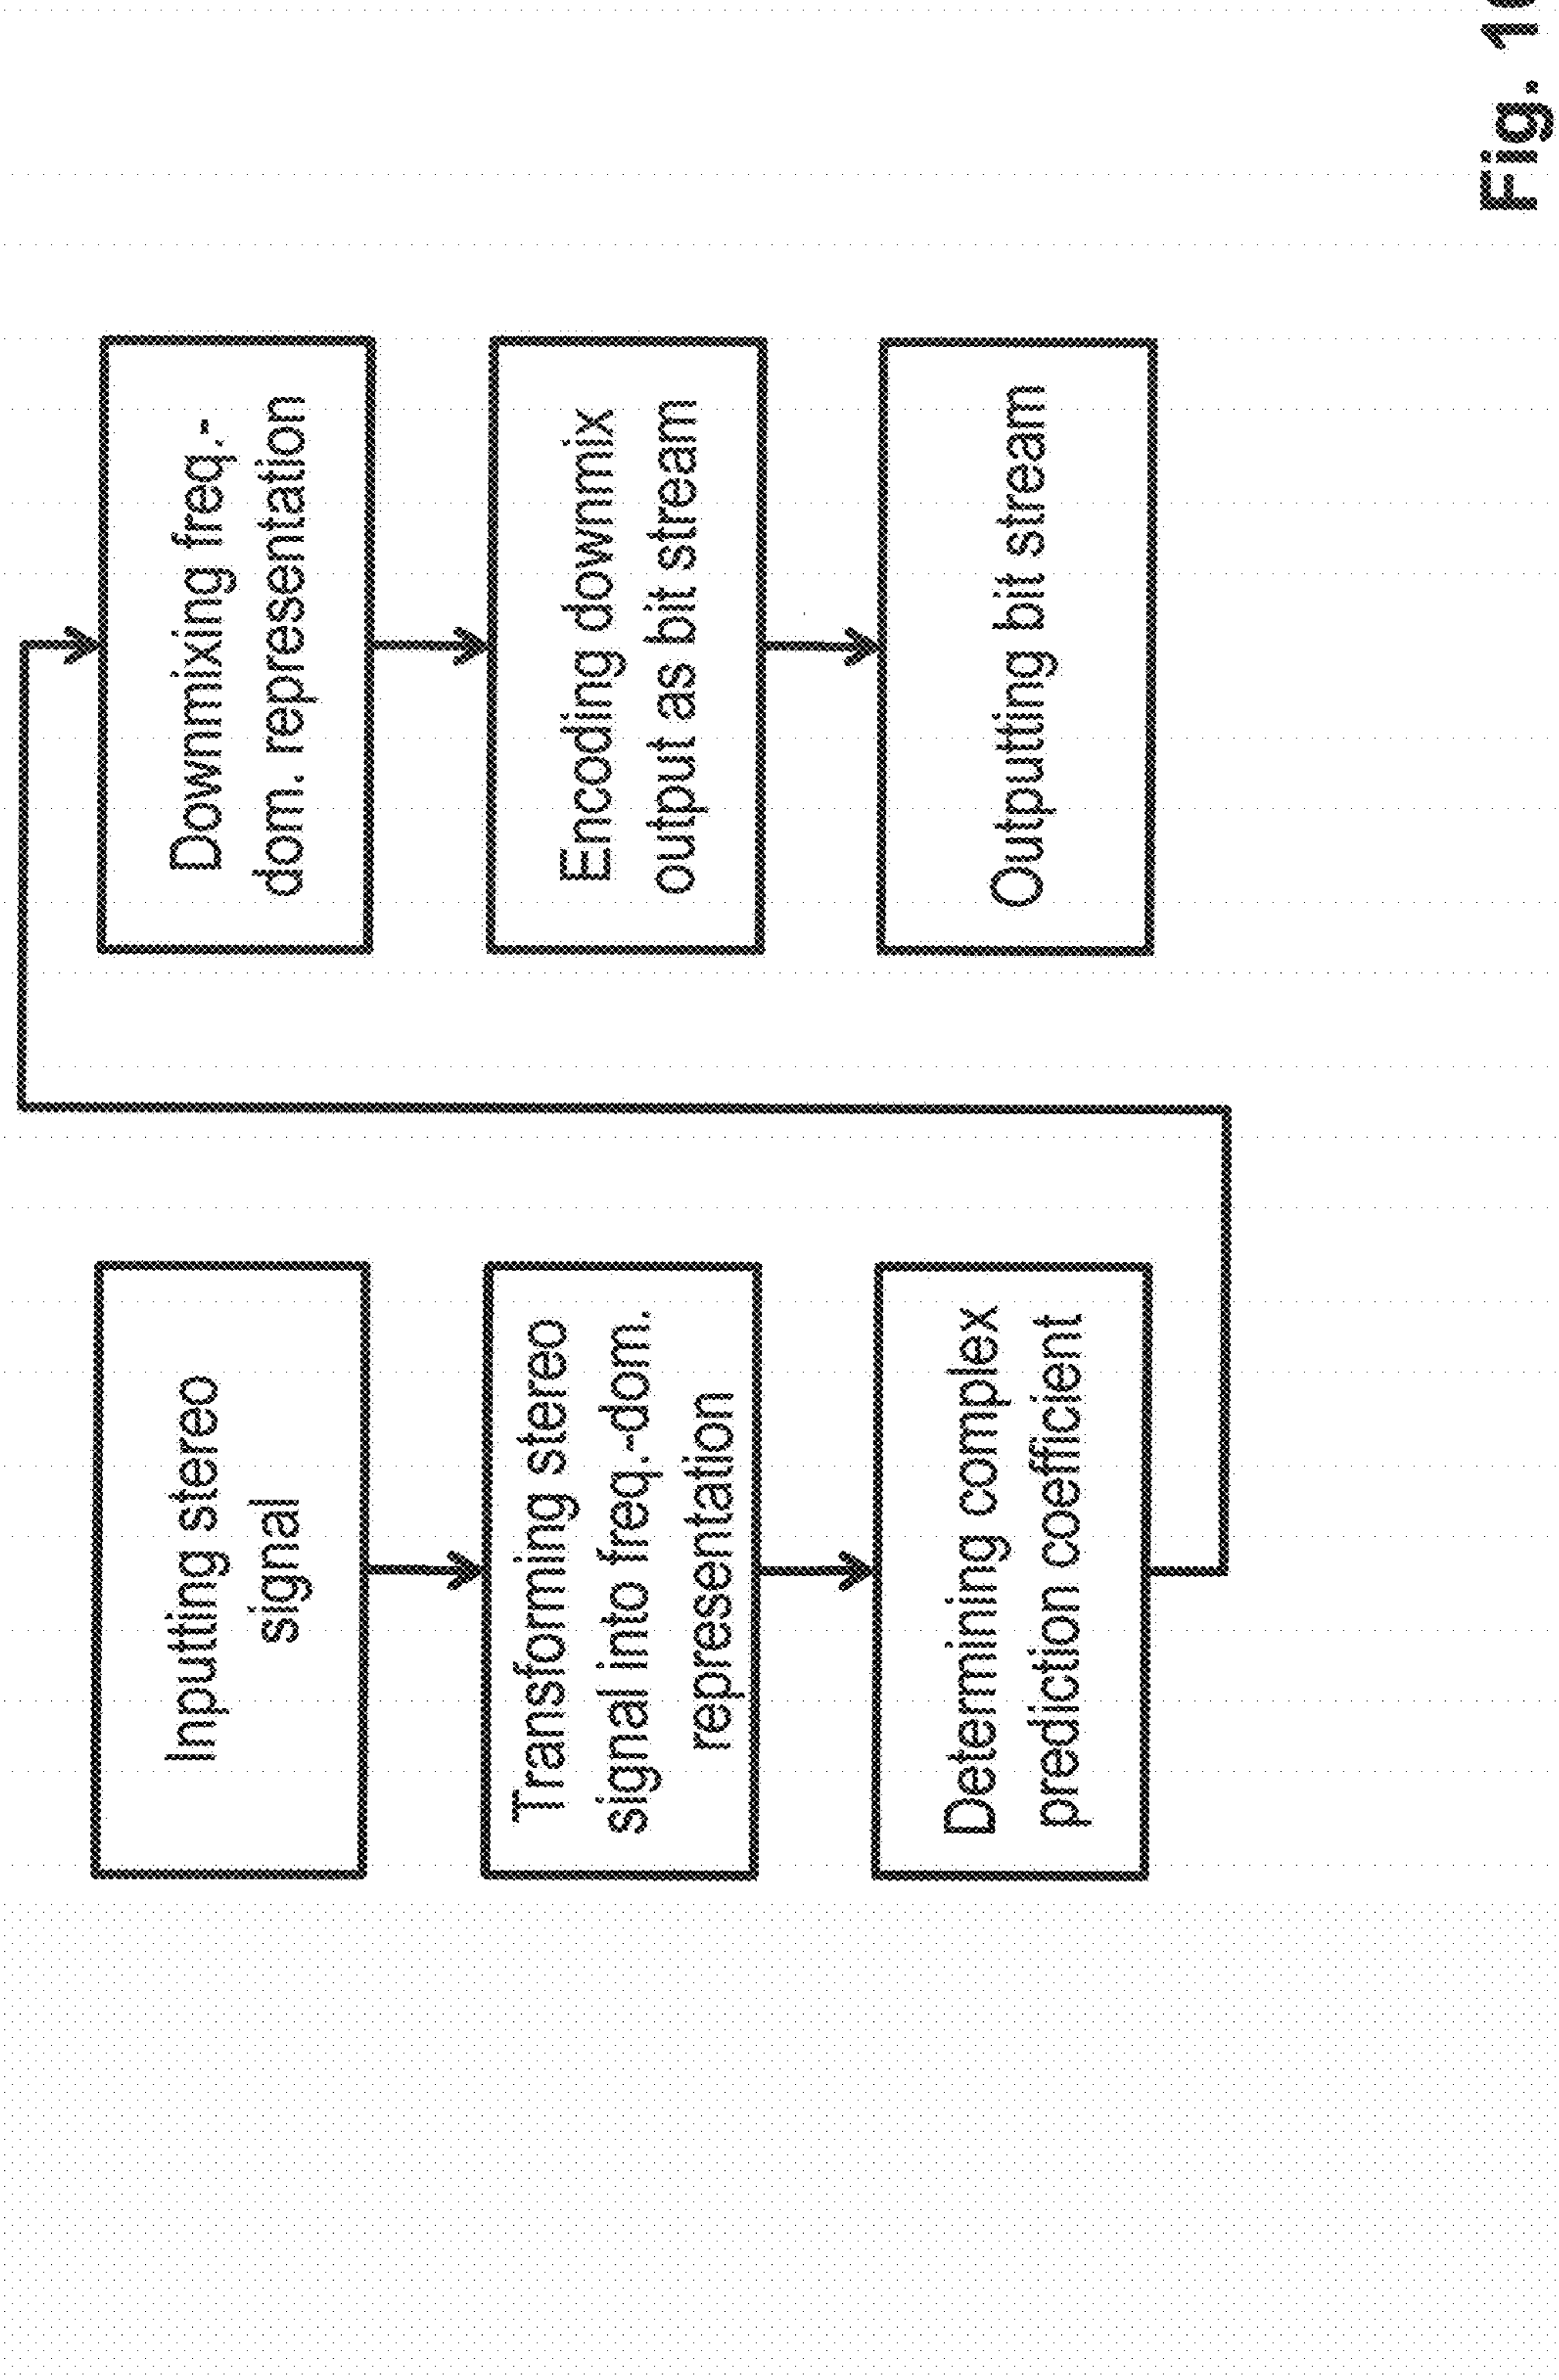 Inputting stereo
signal
Transforming stereo
signal into freq.-dom.
representation
Determining complex
prediction coefficient
Downmixing freq.-
dom. representation
Encoding downmix
output as bit stream
Outputting bit stream
Fig.